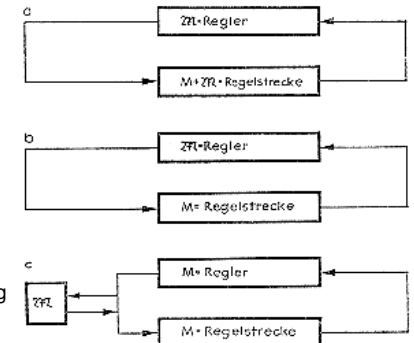 a
𝔐=Regler
M+𝔐=Regelstrecke
b
𝔐=Regler
M= Regelstrecke
c
M= Regler
g
𝔐
M= Regelstrecke